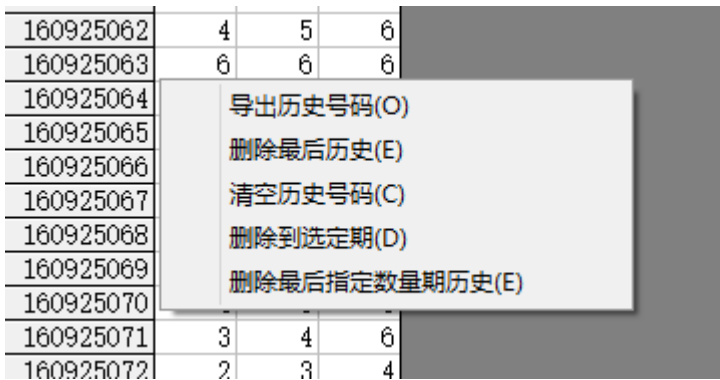 160925062 4 5 6
160925063 6 6 6
160925064 导出历史号码(O)
160925065 删除最后历史(E)
160925066
160925067 清空历史号码(C)
160925068 删除到选定期(D)
160925069 删除最后指定数量期历史(E)
160925070
160925071 3 4 6
160925072 2 3 4